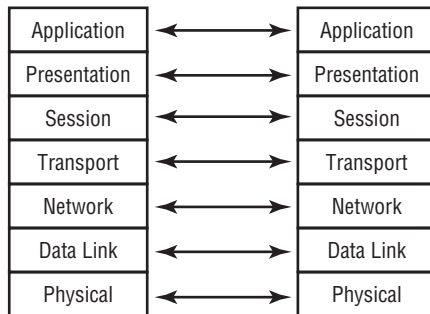 Application Application
Presentation Presentation
Session Session
Transport Transport
Network Network
Data Link Data Link
Physical Physical